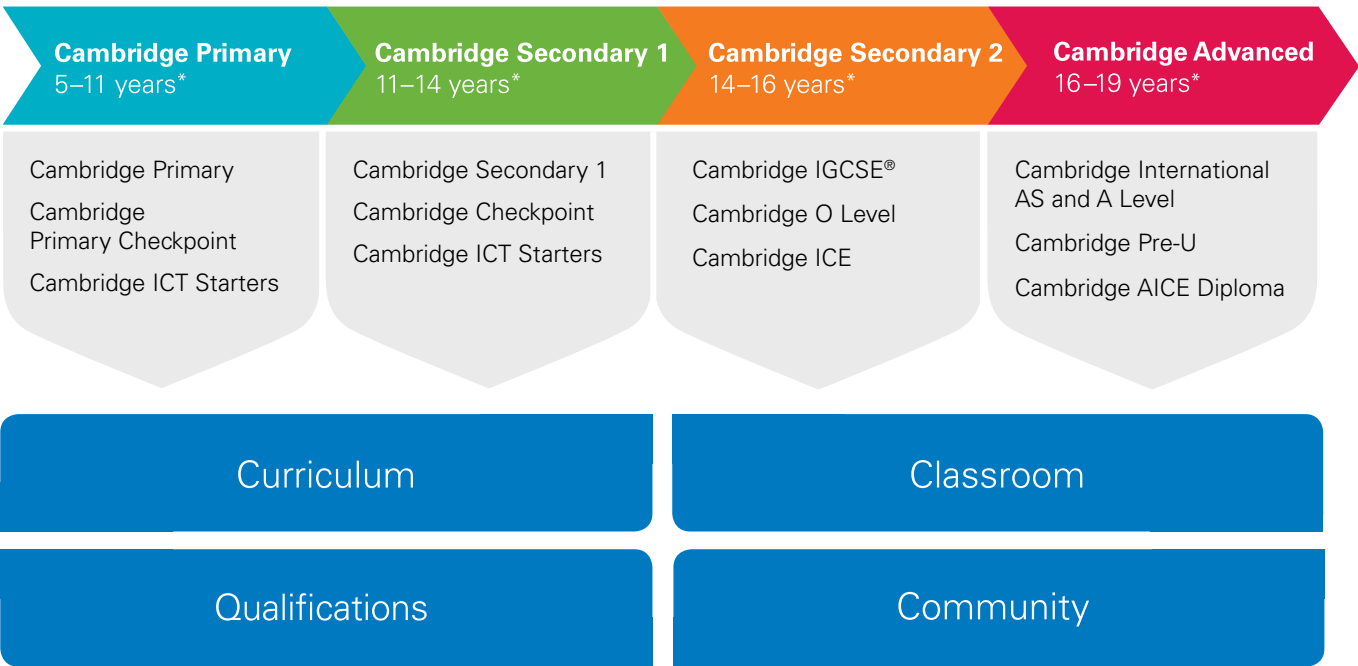 Cambridge Primary
5–11 years*
Cambridge Secondary 1
11–14 years*
Cambridge Secondary 2
14–16 years*
Cambridge Advanced
16–19 years*
Cambridge Primary
Cambridge
Primary Checkpoint
Cambridge ICT Starters
Cambridge Secondary 1
Cambridge Checkpoint
Cambridge ICT Starters
Cambridge IGCSE®
Cambridge O Level
Cambridge ICE
Cambridge International
AS and A Level
Cambridge Pre-U
Cambridge AICE Diploma
Curriculum
Classroom
Qualifications
Community